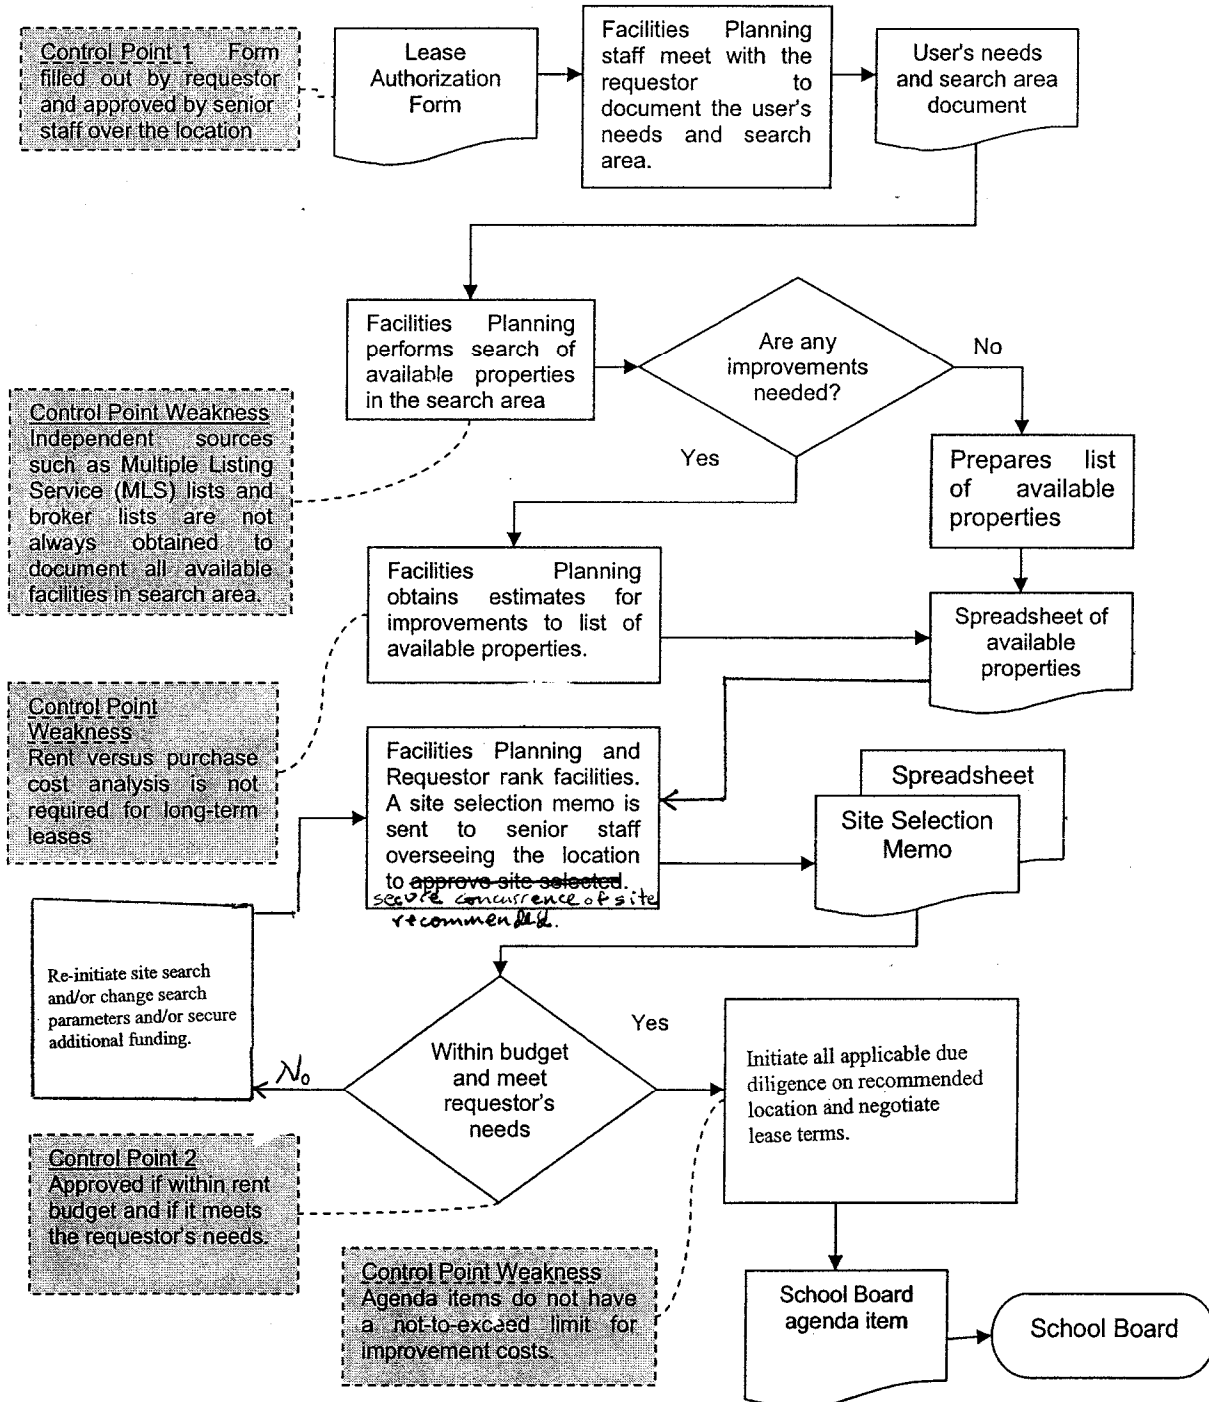 Control Point 1 Form
filled out by requestor
and approved by senior
staff over the location
Lease
Authorization
Form
Facilities Planning
staff meet with the
requestor to
document the user's
needs and search
area.
User's needs
and search area
document
Facilities Planning
performs search of
available properties
in the search area
Are any
improvements
needed?
No
Yes
Control Point Weakness
Independent sources
such as Multiple Listing
Service (MLS) lists and
broker lists are not
always obtained to
document all available
facilities in search area.
Prepares list
of available
properties
Facilities Planning
obtains estimates for
improvements to list of
available properties.
Spreadsheet of
available
properties
Control Point
Weakness
Rent versus purchase
cost analysis is not
required for long-term
leases
Facilities Planning and
Requestor rank facilities.
A site selection memo is
sent to senior staff
overseeing the location
to approve site selected.
secure concurrence of site
recommended.
Spreadsheet
Site Selection
Memo
Re-initiate site search
and/or change search
parameters and/or secure
additional funding.
No
Within budget
and meet
requestor's
needs
Yes
Initiate all applicable due
diligence on recommended
location and negotiate
lease terms.
Control Point 2
Approved if within rent
budget and if it meets
the requestor's needs.
Control Point Weakness
Agenda items do not have
a not-to-exceed limit for
improvement costs.
School Board
agenda item
School Board